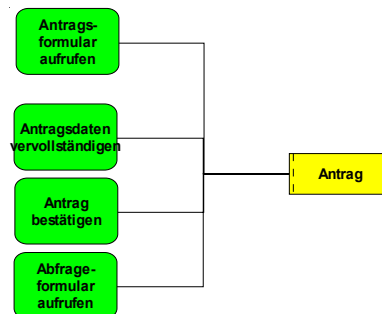 Antrags-
formular
aufrufen
Antragsdaten
vervollständigen
Antrag
bestätigen
Abfrage-
formular
aufrufen
Antrag